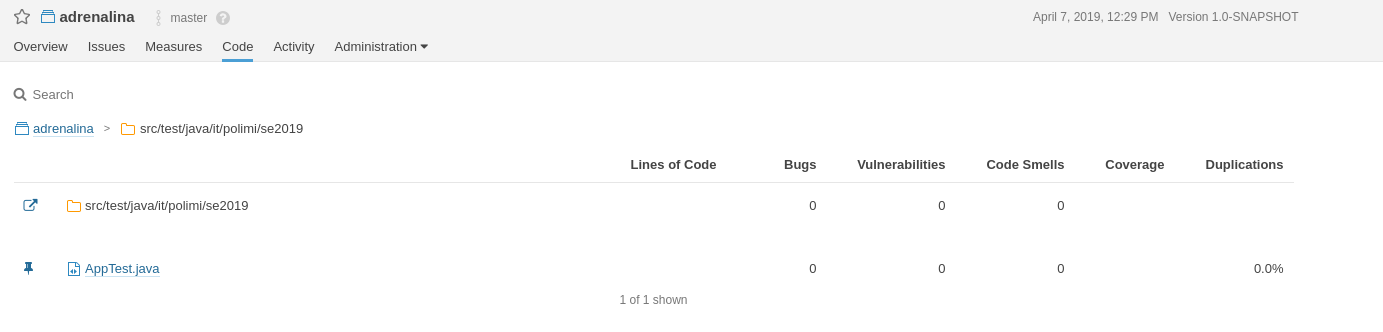 adrenalina master ? April 7, 2019, 12:29 PM Version 1.0-SNAPSHOT
Overview Issues Measures Code Activity Administration
Search
adrenalina > src/test/java/it/polimi/se2019
Lines of Code Bugs Vulnerabilities Code Smells Coverage Duplications
src/test/java/it/polimi/se2019 0 0 0
AppTest.java 0 0 0 0.0%
1 of 1 shown